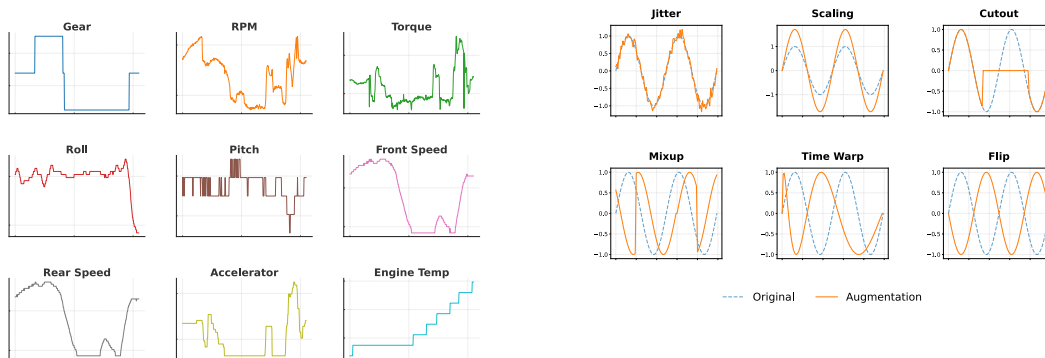 Gear
RPM
Torque
Roll
Pitch
Front Speed
Rear Speed
Accelerator
Engine Temp
Jitter
1.0
0.5
0.0
−0.5
−1.0
Scaling
1
0
−1
Cutout
1.0
0.5
0.0
−0.5
−1.0
Mixup
1.0
0.5
0.0
−0.5
−1.0
Time Warp
1.0
0.5
0.0
−0.5
−1.0
Flip
1.0
0.5
0.0
−0.5
−1.0
Original
Augmentation